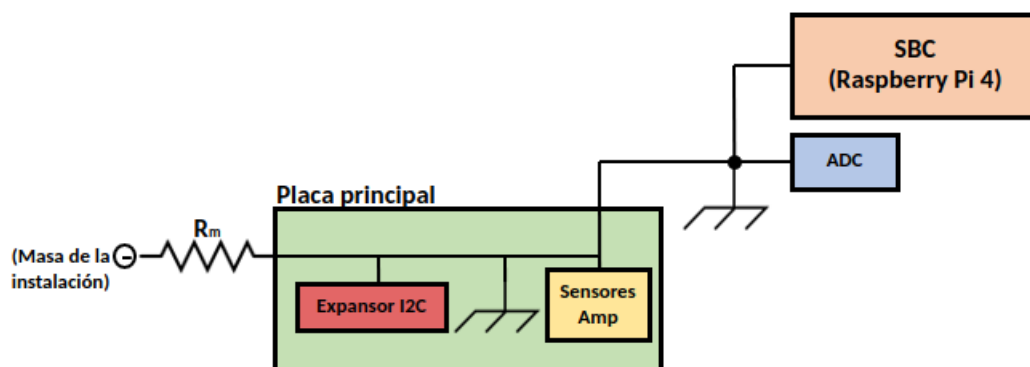 SBC
(Raspberry Pi 4)
ADC
Placa principal
Rm
(Masa de la
instalación)
Expansor I2C
Sensores
Amp